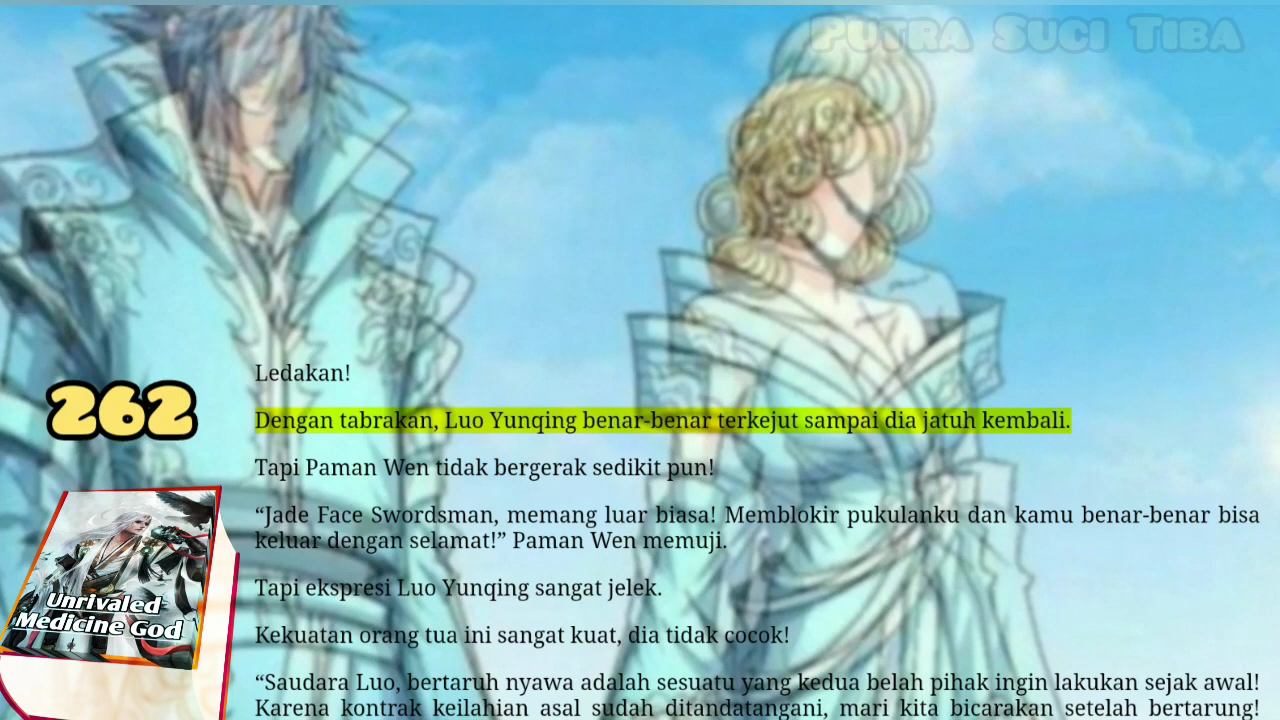 Putra Suci Tiba
Ledakan!
262
Dengan tabrakan, Luo Yunqing benar-benar terkejut sampai dia jatuh kembali.
Tapi Paman Wen tidak bergerak sedikit pun!
“Jade Face Swordsman, memang luar biasa! Memblokir pukulanku dan kamu benar-benar bisa
keluar dengan selamat!” Paman Wen memuji.
Tapi ekspresi Luo Yunqing sangat jelek.
Unrivaled
Medicine God
Kekuatan orang tua ini sangat kuat, dia tidak cocok!
“Saudara Luo, bertaruh nyawa adalah sesuatu yang kedua belah pihak ingin lakukan sejak awal!
Karena kontrak keilahian asal sudah ditandatangani, mari kita bicarakan setelah bertarung!